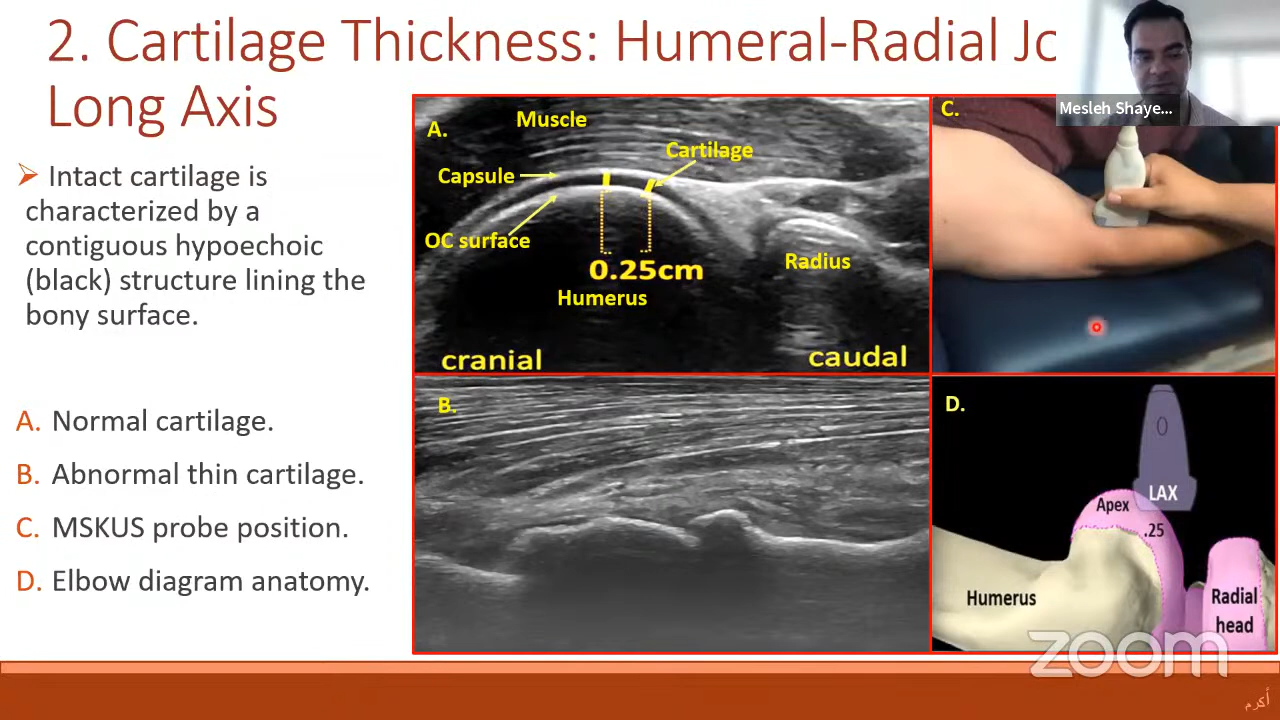 2. Cartilage Thickness: Humeral-Radial Jo
Long Axis
Mesleh Shaye...
➢ Intact cartilage is
characterized by a
contiguous hypoechoic
(black) structure lining the
bony surface.
A. Normal cartilage.
B. Abnormal thin cartilage.
C. MSKUS probe position.
D. Elbow diagram anatomy.
A.
Muscle
Cartilage
Capsule
OC surface
0.25cm
Radius
Humerus
cranial
caudal
B.
C.
D.
LAX
Apex
.25
Humerus
Radial
head
zoom
أكرم